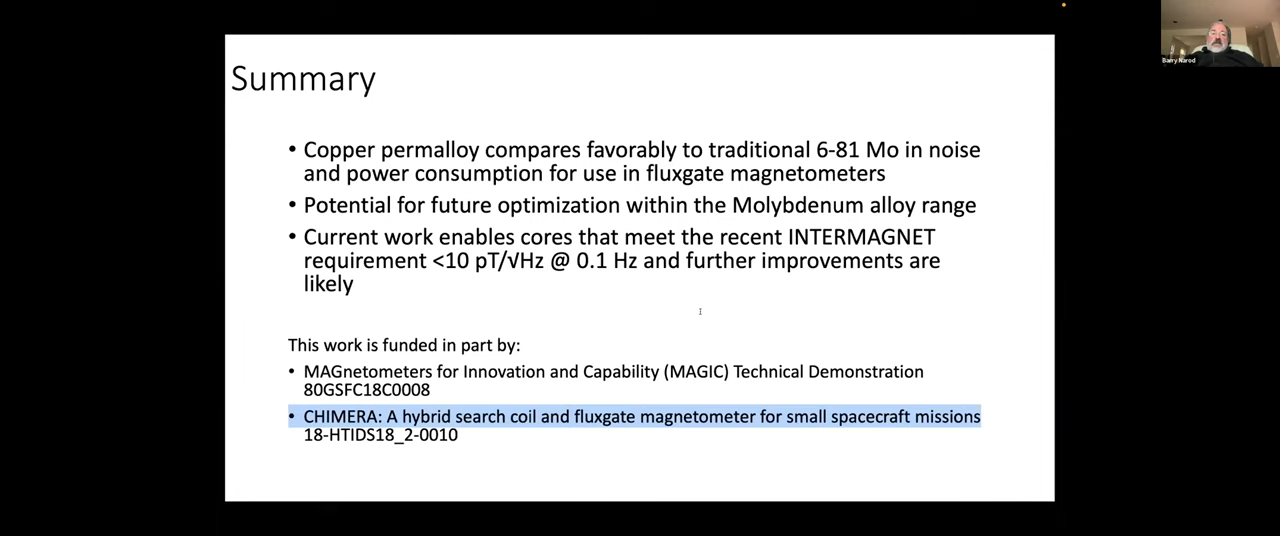 Barry Narod
Summary
• Copper permalloy compares favorably to traditional 6-81 Mo in noise
and power consumption for use in fluxgate magnetometers
• Potential for future optimization within the Molybdenum alloy range
• Current work enables cores that meet the recent INTERMAGNET
requirement <10 pT/√Hz @ 0.1 Hz and further improvements are
likely
This work is funded in part by:
• MAGnetometers for Innovation and Capability (MAGIC) Technical Demonstration
80GSFC18C0008
• CHIMERA: A hybrid search coil and fluxgate magnetometer for small spacecraft missions
18-HTIDS18_2-0010